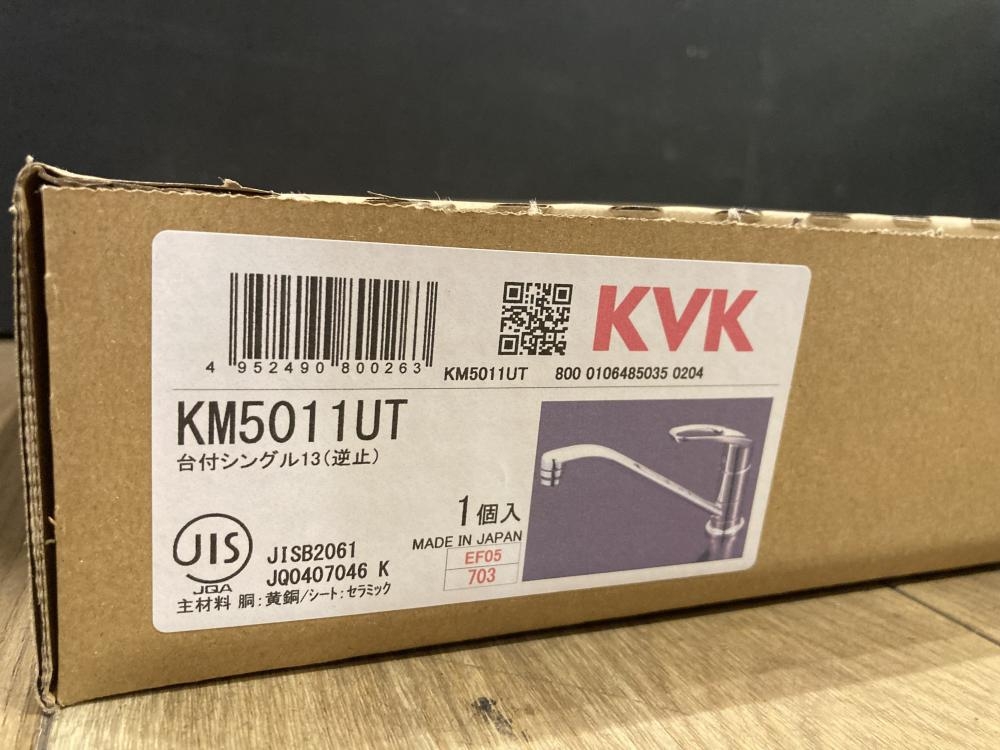 KVK
4 952490 800263
KM5011UT 800 0106485035 0204
KM5011UT
台付シングル13(逆止)
1個入
MADE IN JAPAN
EF05
703
JIS
JQA
JISB2061
JQ0407046 K
主材料 胴:黄銅/シート:セラミック